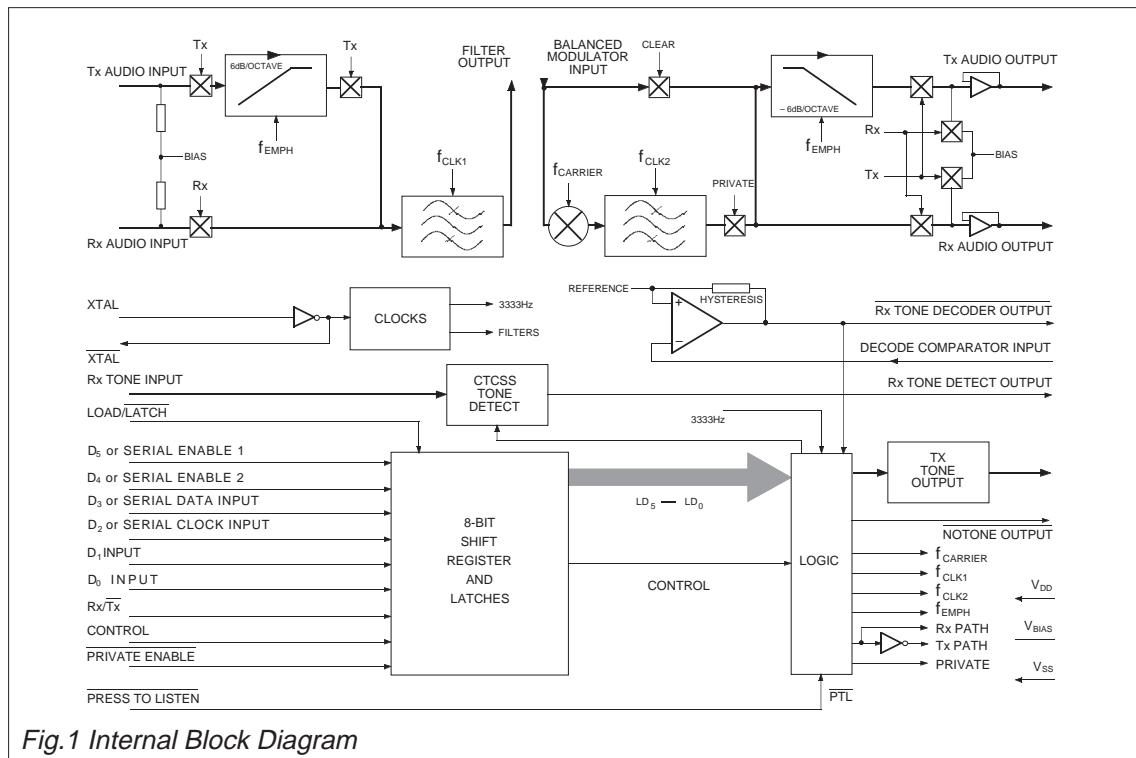 Tx
Tx
6dB/OCTAVE
Tx AUDIO INPUT
BIAS
fEMPH
Rx
Rx AUDIO INPUT
fCLK1
FILTER
OUTPUT
BALANCED
MODULATOR
INPUT
CLEAR
fCARRIER
fCLK2
PRIVATE
– 6dB/OCTAVE
fEMPH
Tx AUDIO OUTPUT
Rx
Tx
BIAS
Rx AUDIO OUTPUT
XTAL
CLOCKS
3333Hz
FILTERS
XTAL
REFERENCE
HYSTERESIS
+
–
Rx TONE DECODER OUTPUT
DECODE COMPARATOR INPUT
Rx TONE INPUT
CTCSS
TONE
DETECT
Rx TONE DETECT OUTPUT
LOAD/LATCH
3333Hz
D5 or SERIAL ENABLE 1
D4 or SERIAL ENABLE 2
D3 or SERIAL DATA INPUT
D2 or SERIAL CLOCK INPUT
D1 INPUT
D0 INPUT
Rx/Tx
CONTROL
PRIVATE ENABLE
PRESS TO LISTEN
8-BIT
SHIFT
REGISTER
AND
LATCHES
LD5 — LD0
CONTROL
LOGIC
TX
TONE
OUTPUT
NOTONE OUTPUT
fCARRIER
fCLK1
fCLK2
fEMPH
Rx PATH
Tx PATH
PRIVATE
VDD
VBIAS
VSS
PTL
Fig.1 Internal Block Diagram